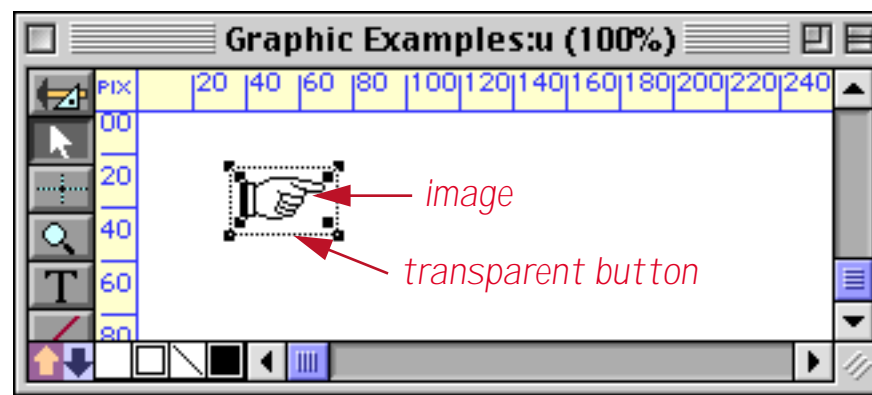 Graphic Examples:u (100%)
PIX 20 40 60 80 100 120 140 160 180 200 220 240
00
20
image
40
transparent button
T 60
80